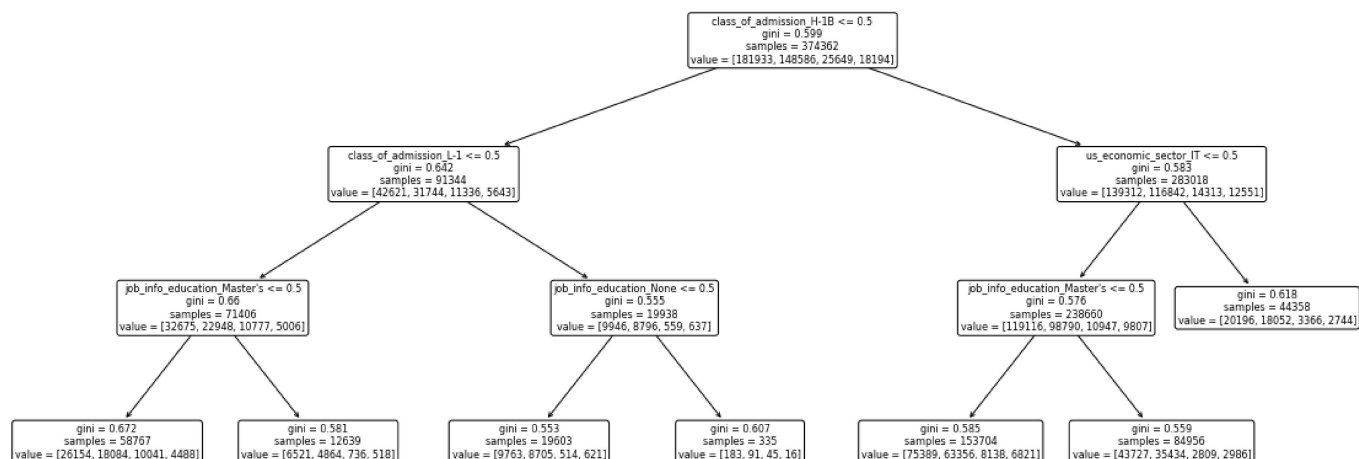 class_of_admission_H-1B <= 0.5
gini = 0.599
samples = 374362
value = [181933, 148586, 25649, 18194]
class_of_admission_L-1 <= 0.5
gini = 0.642
samples = 91344
value = [42621, 31744, 11336, 5643]
us_economic_sector_IT <= 0.5
gini = 0.583
samples = 283018
value = [139312, 116842, 14313, 12551]
job_info_education_Master's <= 0.5
gini = 0.66
samples = 71406
value = [32675, 22948, 10777, 5006]
job_info_education_None <= 0.5
gini = 0.555
samples = 19938
value = [9946, 8796, 559, 637]
job_info_education_Master's <= 0.5
gini = 0.576
samples = 238660
value = [119116, 98790, 10947, 9807]
gini = 0.618
samples = 44358
value = [20196, 18052, 3366, 2744]
gini = 0.672
samples = 58767
value = [26154, 18084, 10041, 4488]
gini = 0.581
samples = 12639
value = [6521, 4864, 736, 518]
gini = 0.553
samples = 19603
value = [9763, 8705, 514, 621]
gini = 0.607
samples = 335
value = [183, 91, 45, 16]
gini = 0.585
samples = 153704
value = [75389, 63356, 8138, 6821]
gini = 0.559
samples = 84956
value = [43727, 35434, 2809, 2986]